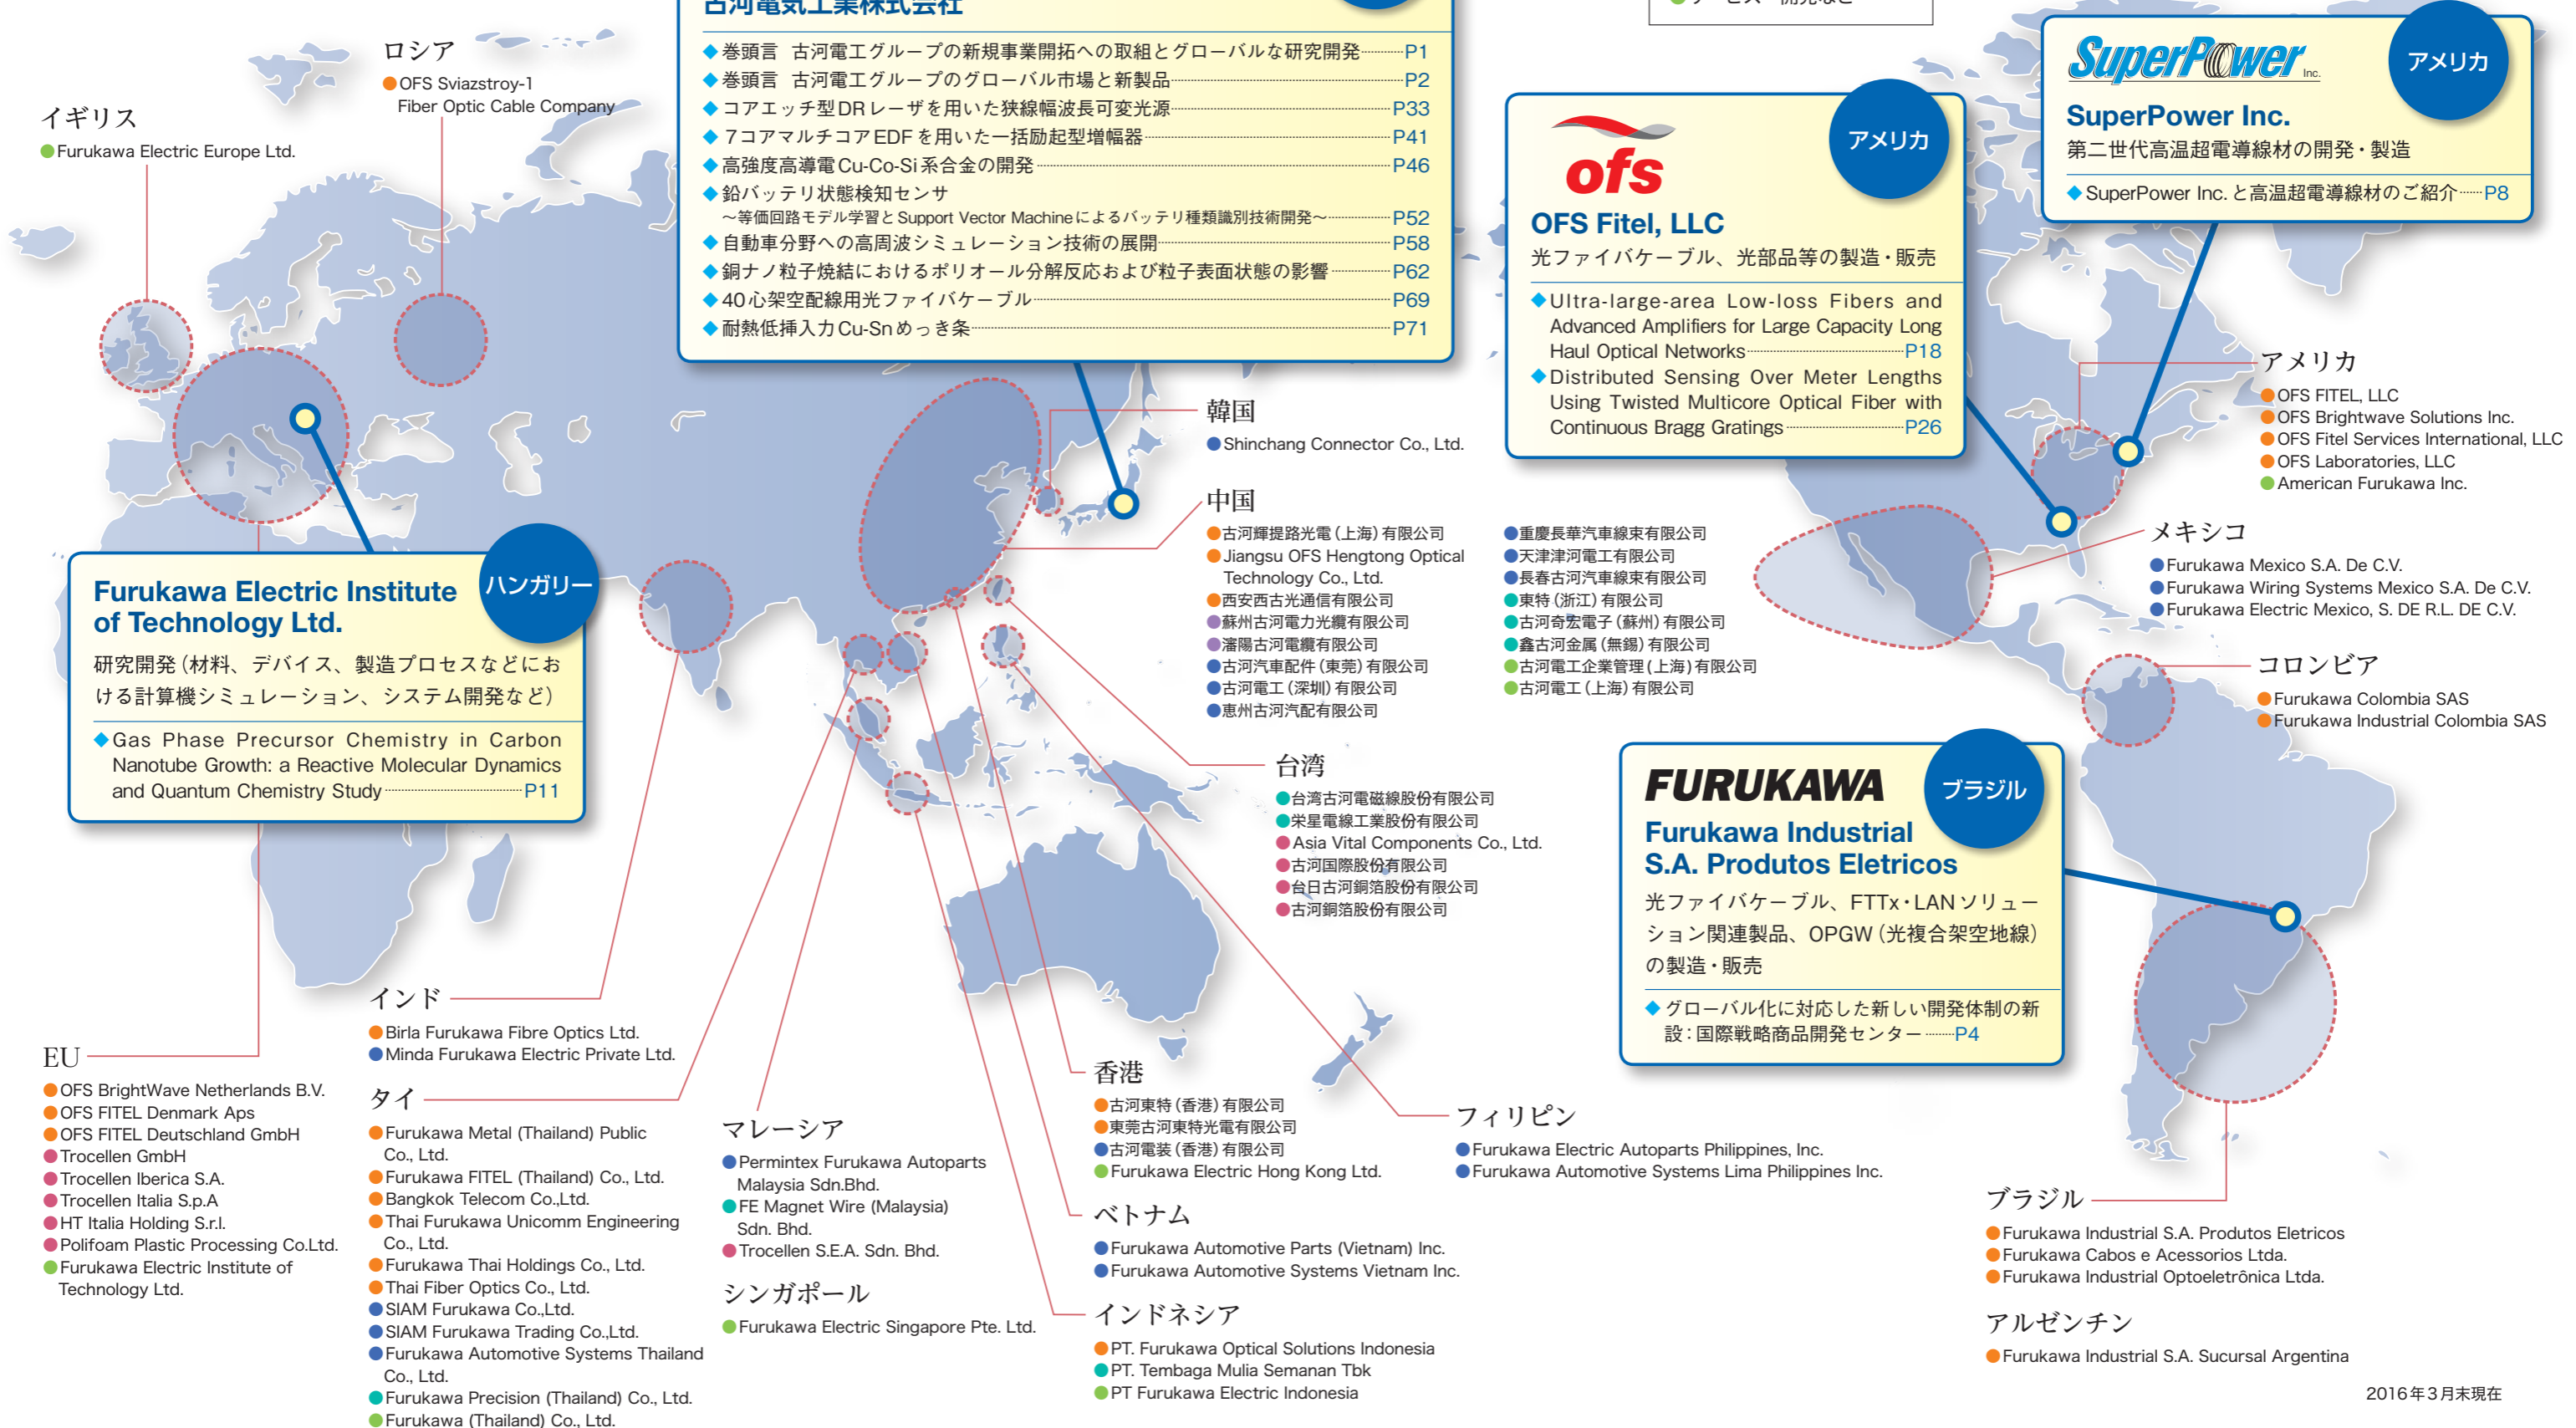 古河電気工業株式会社
◆巻頭言 古河電工グループの新規事業開拓への取組とグローバルな研究開発 P1
◆巻頭言 古河電工グループのグローバル市場と新製品 P2
◆コアエッチ型DRレーザを用いた狭線幅波長可変光源 P33
◆7コアマルチコアEDFを用いた一括励起型増幅器 P41
◆高強度高導電Cu-Co-Si系合金の開発 P46
◆鉛バッテリ状態検知センサ
～等価回路モデル学習とSupport Vector Machineによるバッテリ種類識別技術開発～ P52
◆自動車分野への高周波シミュレーション技術の展開 P58
◆銅ナノ粒子焼結におけるポリオール分解反応および粒子表面状態の影響 P62
◆40心架空配線用光ファイバケーブル P69
◆耐熱低挿入力Cu-Snめっき条 P71
アメリカ
SuperPower Inc.
SuperPower Inc.
第二世代高温超電導線材の開発・製造
◆SuperPower Inc.と高温超電導線材のご紹介 P8
アメリカ
ofs
OFS Fitel, LLC
光ファイバケーブル、光部品等の製造・販売
◆Ultra-large-area Low-loss Fibers and
Advanced Amplifiers for Large Capacity Long
Haul Optical Networks P18
◆Distributed Sensing Over Meter Lengths
Using Twisted Multicore Optical Fiber with
Continuous Bragg Gratings P26
ハンガリー
Furukawa Electric Institute
of Technology Ltd.
研究開発（材料、デバイス、製造プロセスなどにお
ける計算機シミュレーション、システム開発など）
◆Gas Phase Precursor Chemistry in Carbon
Nanotube Growth: a Reactive Molecular Dynamics
and Quantum Chemistry Study P11
ブラジル
FURUKAWA
Furukawa Industrial
S.A. Produtos Eletricos
光ファイバケーブル、FTTx・LANソリュー
ション関連製品、OPGW（光複合架空地線）
の製造・販売
◆グローバル化に対応した新しい開発体制の新
設：国際戦略商品開発センター P4
イギリス
Furukawa Electric Europe Ltd.
ロシア
OFS Sviazstroy-1
Fiber Optic Cable Company
韓国
Shinchang Connector Co., Ltd.
中国
古河輝提路光電（上海）有限公司
Jiangsu OFS Hengtong Optical
Technology Co., Ltd.
西安西古光通信有限公司
蘇州古河電力光纜有限公司
瀋陽古河電纜有限公司
古河汽車配件（東莞）有限公司
古河電工（深圳）有限公司
惠州古河汽配有限公司
重慶長華汽車線束有限公司
天津津河電工有限公司
長春古河汽車線束有限公司
東特（浙江）有限公司
古河奇宏電子（蘇州）有限公司
鑫古河金属（無錫）有限公司
古河電工企業管理（上海）有限公司
古河電工（上海）有限公司
台湾
台湾古河電磁線股份有限公司
栄星電線工業股份有限公司
Asia Vital Components Co., Ltd.
古河国際股份有限公司
台日古河銅箔股份有限公司
古河銅箔股份有限公司
アメリカ
OFS FITEL, LLC
OFS Brightwave Solutions Inc.
OFS Fitel Services International, LLC
OFS Laboratories, LLC
American Furukawa Inc.
メキシコ
Furukawa Mexico S.A. De C.V.
Furukawa Wiring Systems Mexico S.A. De C.V.
Furukawa Electric Mexico, S. DE R.L. DE C.V.
コロンビア
Furukawa Colombia SAS
Furukawa Industrial Colombia SAS
EU
OFS BrightWave Netherlands B.V.
OFS FITEL Denmark Aps
OFS FITEL Deutschland GmbH
Trocellen GmbH
Trocellen Iberica S.A.
Trocellen Italia S.p.A
HT Italia Holding S.r.l.
Polifoam Plastic Processing Co.Ltd.
Furukawa Electric Institute of
Technology Ltd.
インド
Birla Furukawa Fibre Optics Ltd.
Minda Furukawa Electric Private Ltd.
タイ
Furukawa Metal (Thailand) Public
Co., Ltd.
Furukawa FITEL (Thailand) Co., Ltd.
Bangkok Telecom Co.,Ltd.
Thai Furukawa Unicomm Engineering
Co., Ltd.
Furukawa Thai Holdings Co., Ltd.
Thai Fiber Optics Co., Ltd.
SIAM Furukawa Co.,Ltd.
SIAM Furukawa Trading Co.,Ltd.
Furukawa Automotive Systems Thailand
Co., Ltd.
Furukawa Precision (Thailand) Co., Ltd.
Furukawa (Thailand) Co., Ltd.
マレーシア
Permintex Furukawa Autoparts
Malaysia Sdn.Bhd.
FE Magnet Wire (Malaysia)
Sdn. Bhd.
Trocellen S.E.A. Sdn. Bhd.
シンガポール
Furukawa Electric Singapore Pte. Ltd.
香港
古河東特（香港）有限公司
東莞古河東特光電有限公司
古河電装（香港）有限公司
Furukawa Electric Hong Kong Ltd.
ベトナム
Furukawa Automotive Parts (Vietnam) Inc.
Furukawa Automotive Systems Vietnam Inc.
インドネシア
PT. Furukawa Optical Solutions Indonesia
PT. Tembaga Mulia Semanan Tbk
PT Furukawa Electric Indonesia
フィリピン
Furukawa Electric Autoparts Philippines, Inc.
Furukawa Automotive Systems Lima Philippines Inc.
ブラジル
Furukawa Industrial S.A. Produtos Eletricos
Furukawa Cabos e Acessorios Ltda.
Furukawa Industrial Optoeletrônica Ltda.
アルゼンチン
Furukawa Industrial S.A. Sucursal Argentina
2016年3月末現在